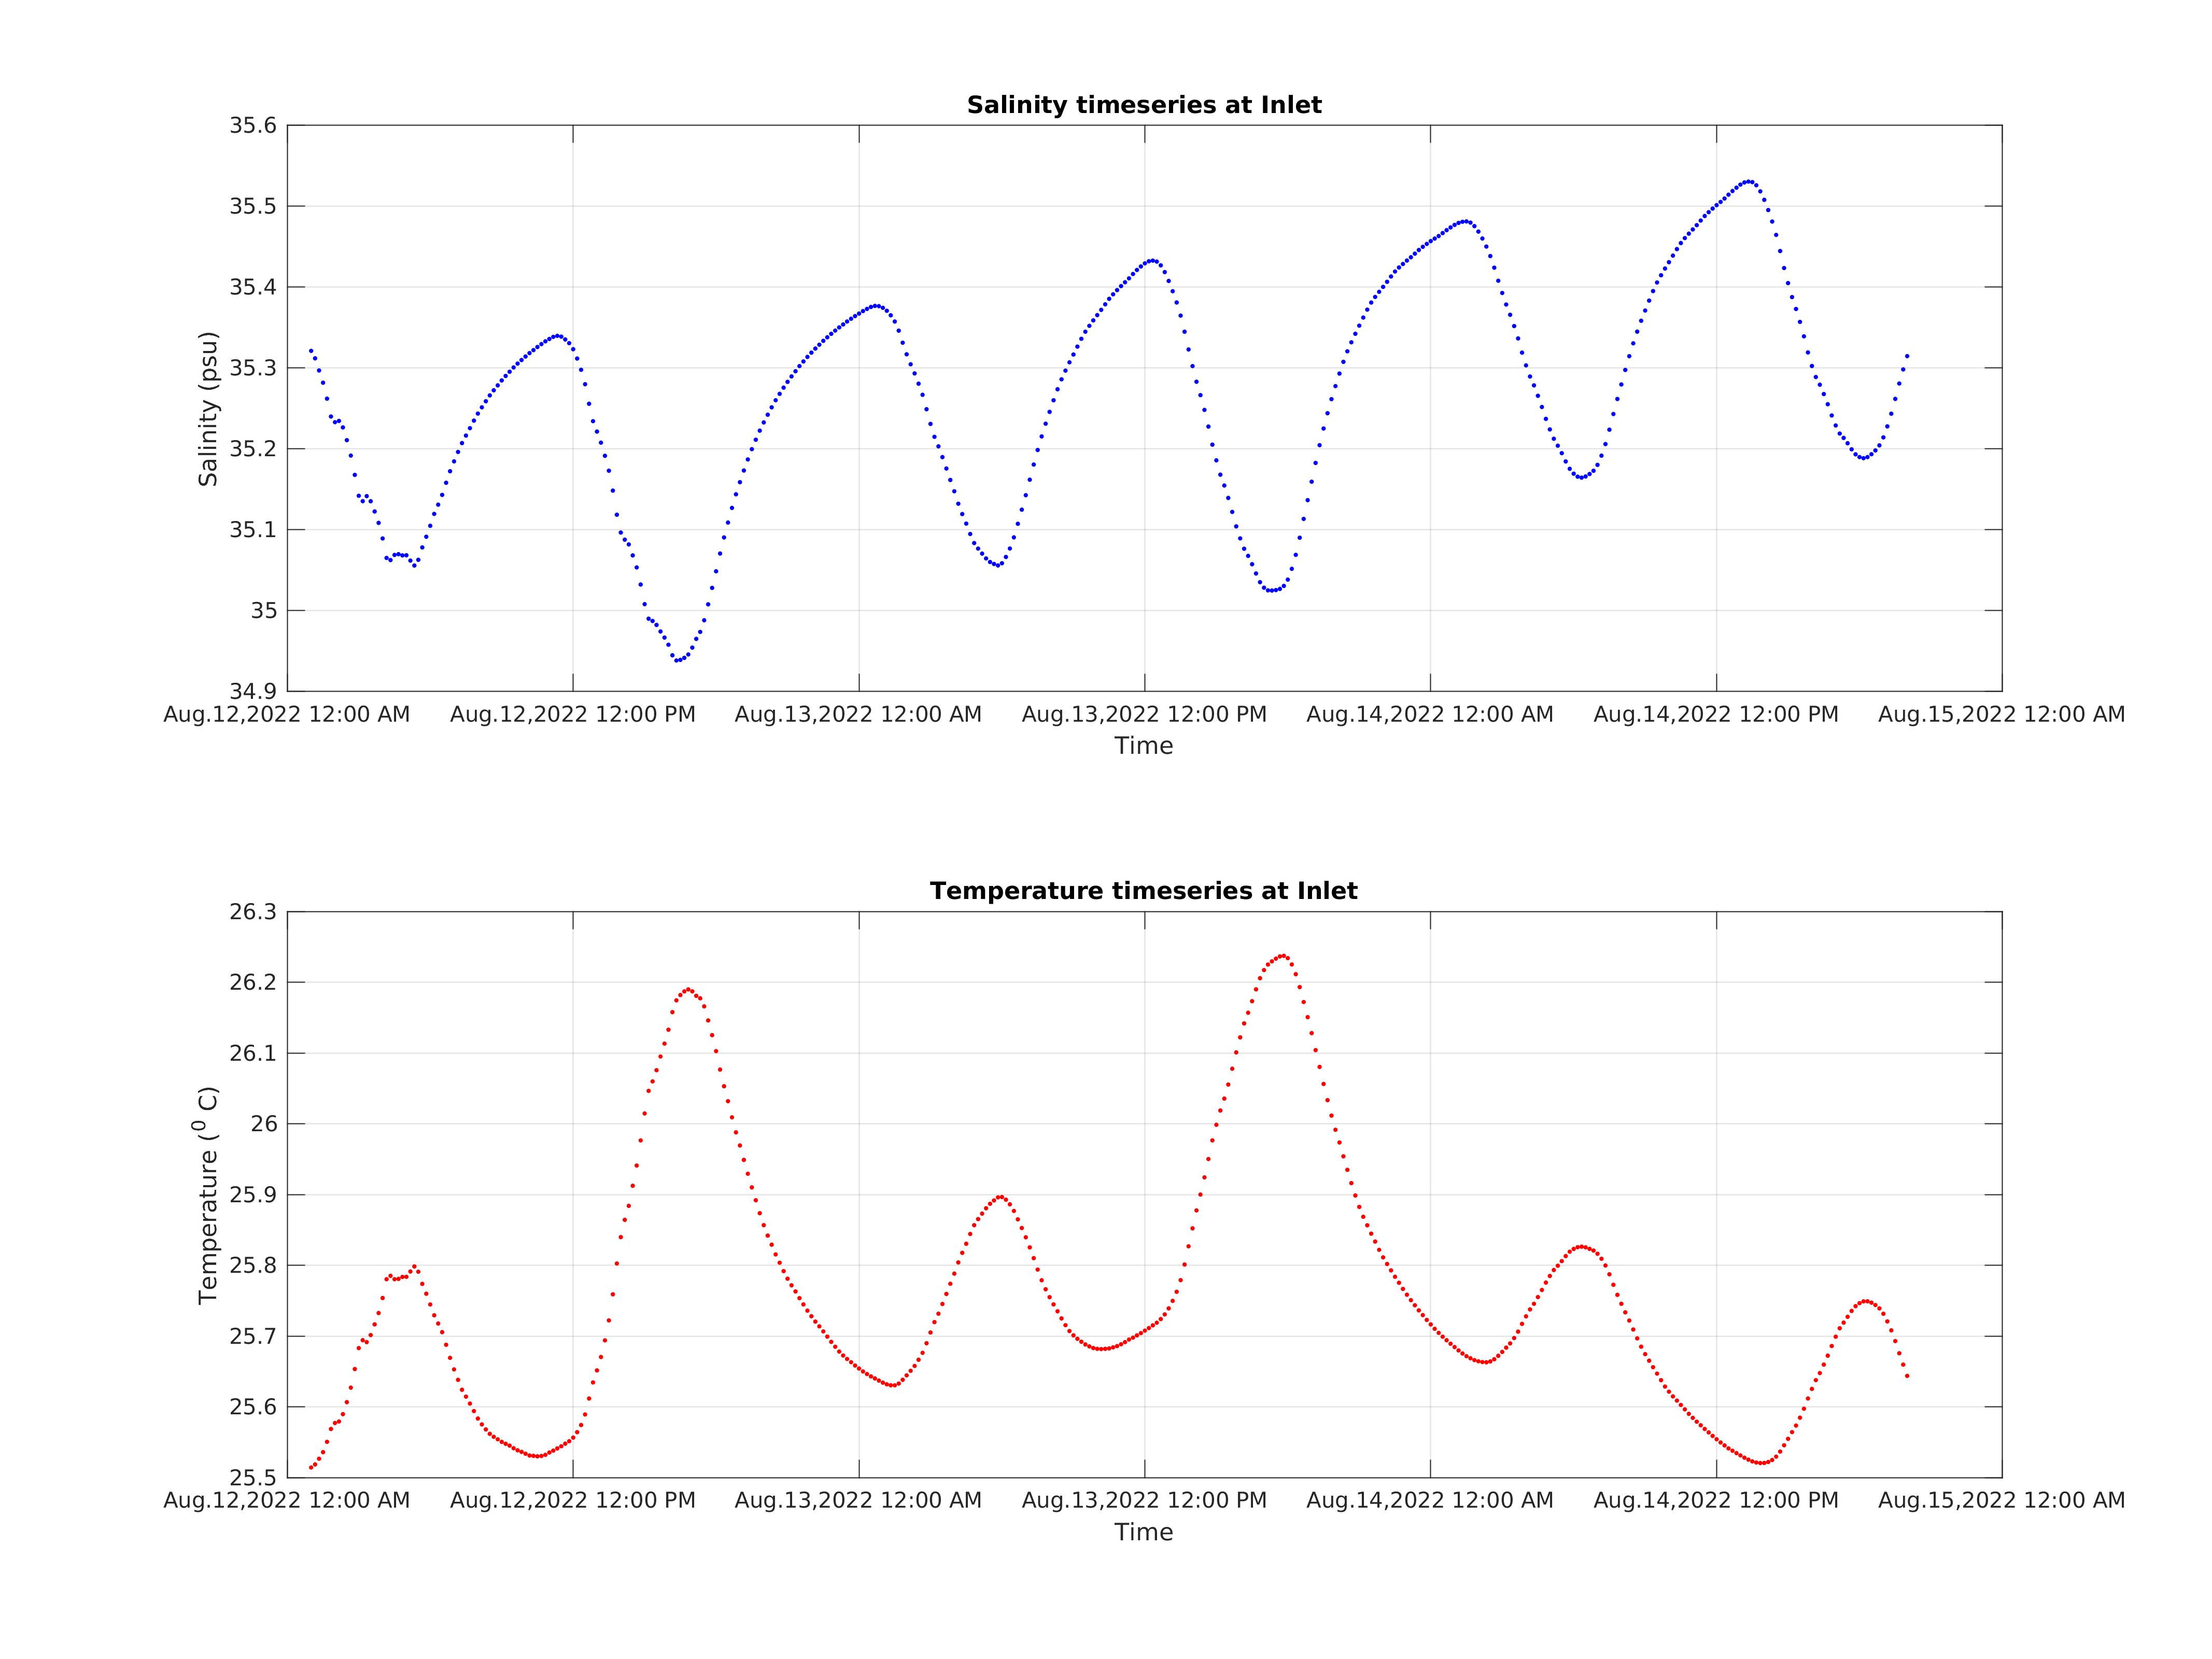 Salinity timeseries at Inlet
35.6
35.5
35.4
35.3
35.2
35.1
35
34.9
Salinity (psu)
Aug.12,2022 12:00 AM Aug.12,2022 12:00 PM Aug.13,2022 12:00 AM Aug.13,2022 12:00 PM Aug.14,2022 12:00 AM Aug.14,2022 12:00 PM Aug.15,2022 12:00 AM
Time
Temperature timeseries at Inlet
26.3
26.2
26.1
26
25.9
25.8
25.7
25.6
25.5
Temperature (⁰ C)
Aug.12,2022 12:00 AM Aug.12,2022 12:00 PM Aug.13,2022 12:00 AM Aug.13,2022 12:00 PM Aug.14,2022 12:00 AM Aug.14,2022 12:00 PM Aug.15,2022 12:00 AM
Time